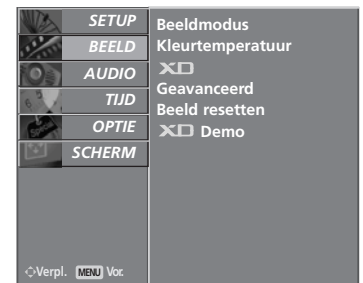 SETUP
BEELD
AUDIO
TIJD
OPTIE
SCHERM
Beeldmodus
Kleurtemperatuur
XD
Geavanceerd
Beeld resetten
XD Demo
Verpl. MENU Vor.